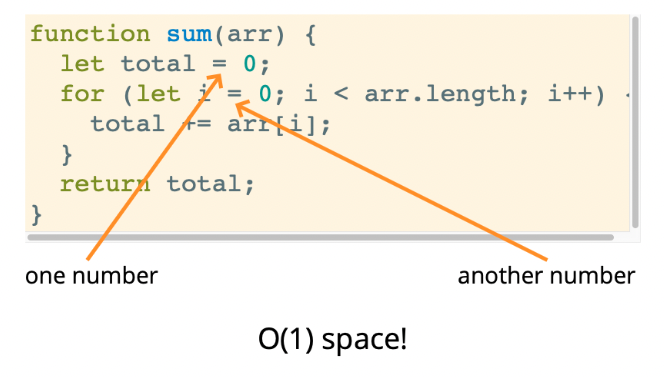 function sum(arr) {
  let total = 0;
  for (let i = 0; i < arr.length; i++) {
    total += arr[i];
  }
  return total;
}
one number
another number
O(1) space!